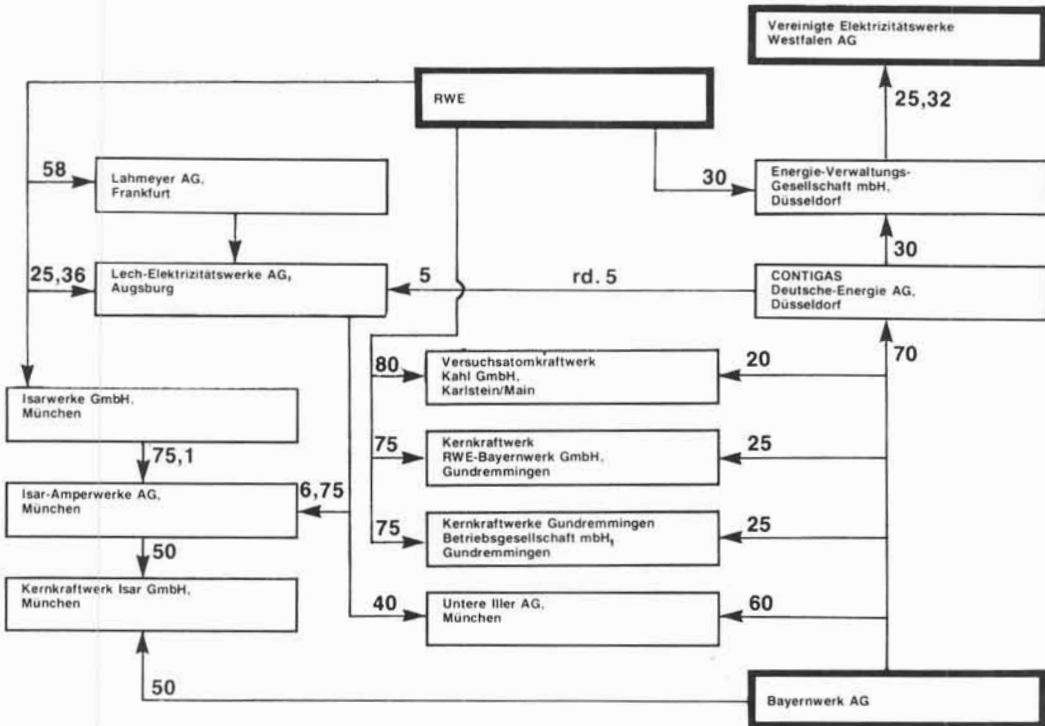 Vereinigte Elektrizitätswerke
Westfalen AG
RWE
25,32
58
Lahmeyer AG,
Frankfurt
30
Energie-Verwaltungs-
Gesellschaft mbH,
Düsseldorf
30
25,36
Lech-Elektrizitätswerke AG,
Augsburg
5
rd. 5
CONTIGAS
Deutsche-Energie AG,
Düsseldorf
70
80
Versuchsatomkraftwerk
Kahl GmbH,
Karlstein/Main
20
Isarwerke GmbH,
München
75,1
75
Kernkraftwerk
RWE-Bayernwerk GmbH,
Gundremmingen
25
Isar-Amperwerke AG,
München
6,75
75
Kernkraftwerke Gundremmingen
Betriebsgesellschaft mbH,
Gundremmingen
25
50
Kernkraftwerk Isar GmbH,
München
40
Untere Iller AG,
München
60
50
Bayernwerk AG